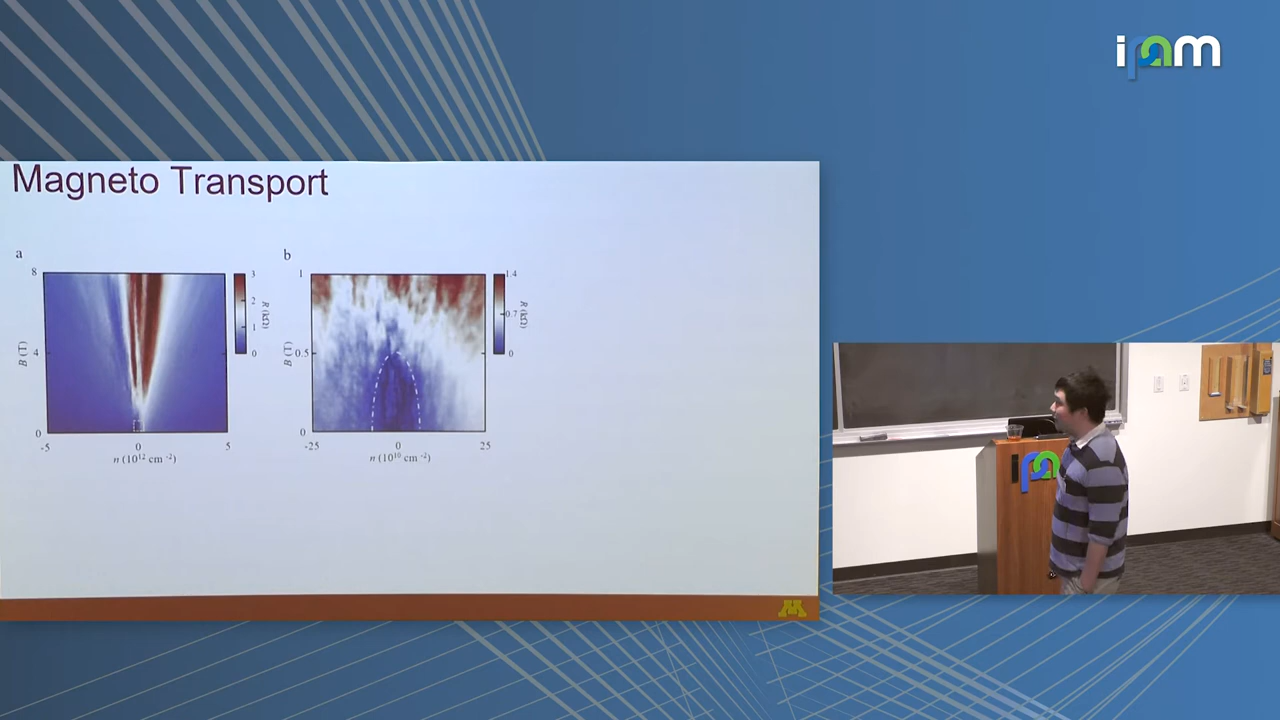 ipam
Magneto Transport
a
8
4
0
B (T)
-5
0
5
n (10¹² cm ⁻²)
3
2
1
0
R (kΩ)
b
1
0.5
0
B (T)
-25
0
25
n (10¹⁰ cm ⁻²)
1.4
0.7
0
R (kΩ)
M